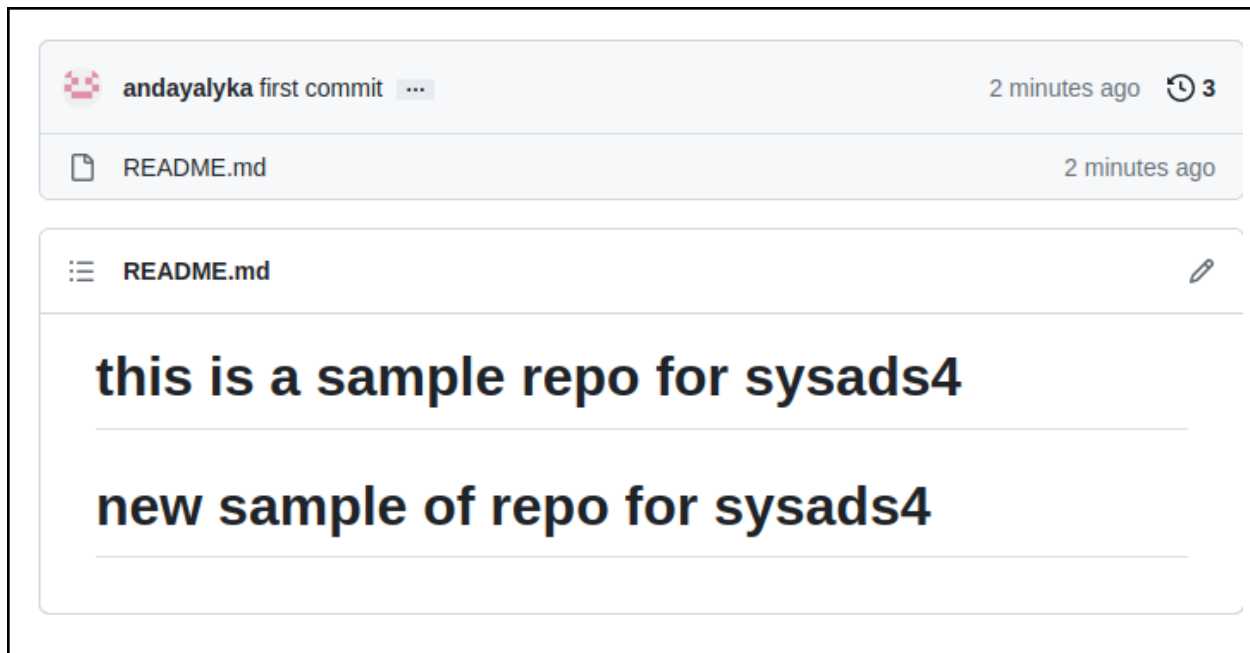 andayalyka first commit ...
2 minutes ago 3
README.md
2 minutes ago
README.md
this is a sample repo for sysads4
new sample of repo for sysads4